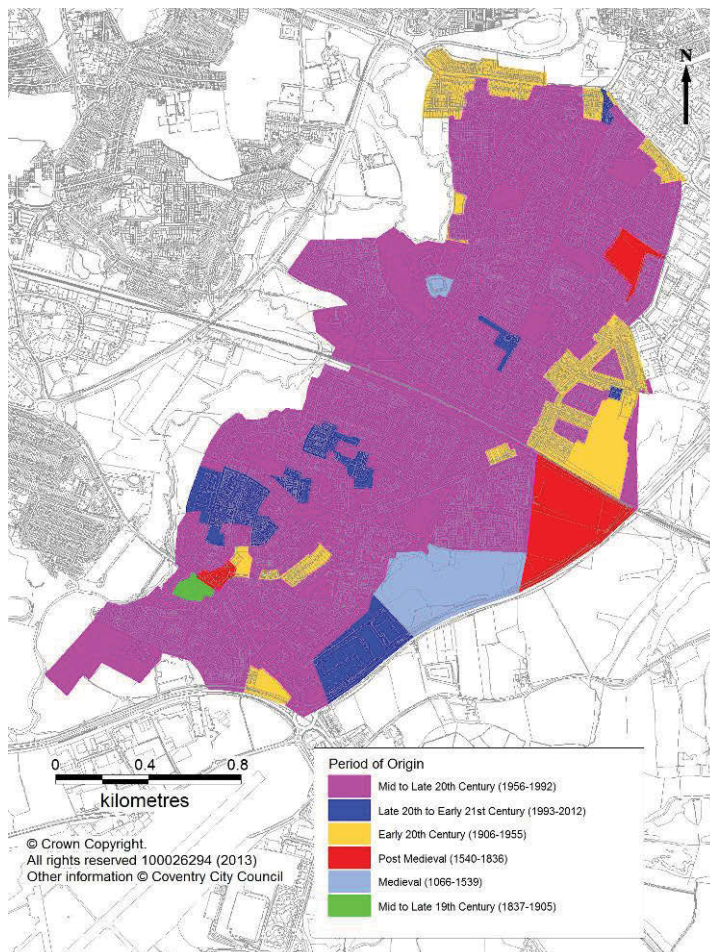 N
0 0.4 0.8
kilometres
© Crown Copyright.
All rights reserved 100026294 (2013)
Other information © Coventry City Council
Period of Origin
Mid to Late 20th Century (1956-1992)
Late 20th to Early 21st Century (1993-2012)
Early 20th Century (1906-1955)
Post Medieval (1540-1836)
Medieval (1066-1539)
Mid to Late 19th Century (1837-1905)